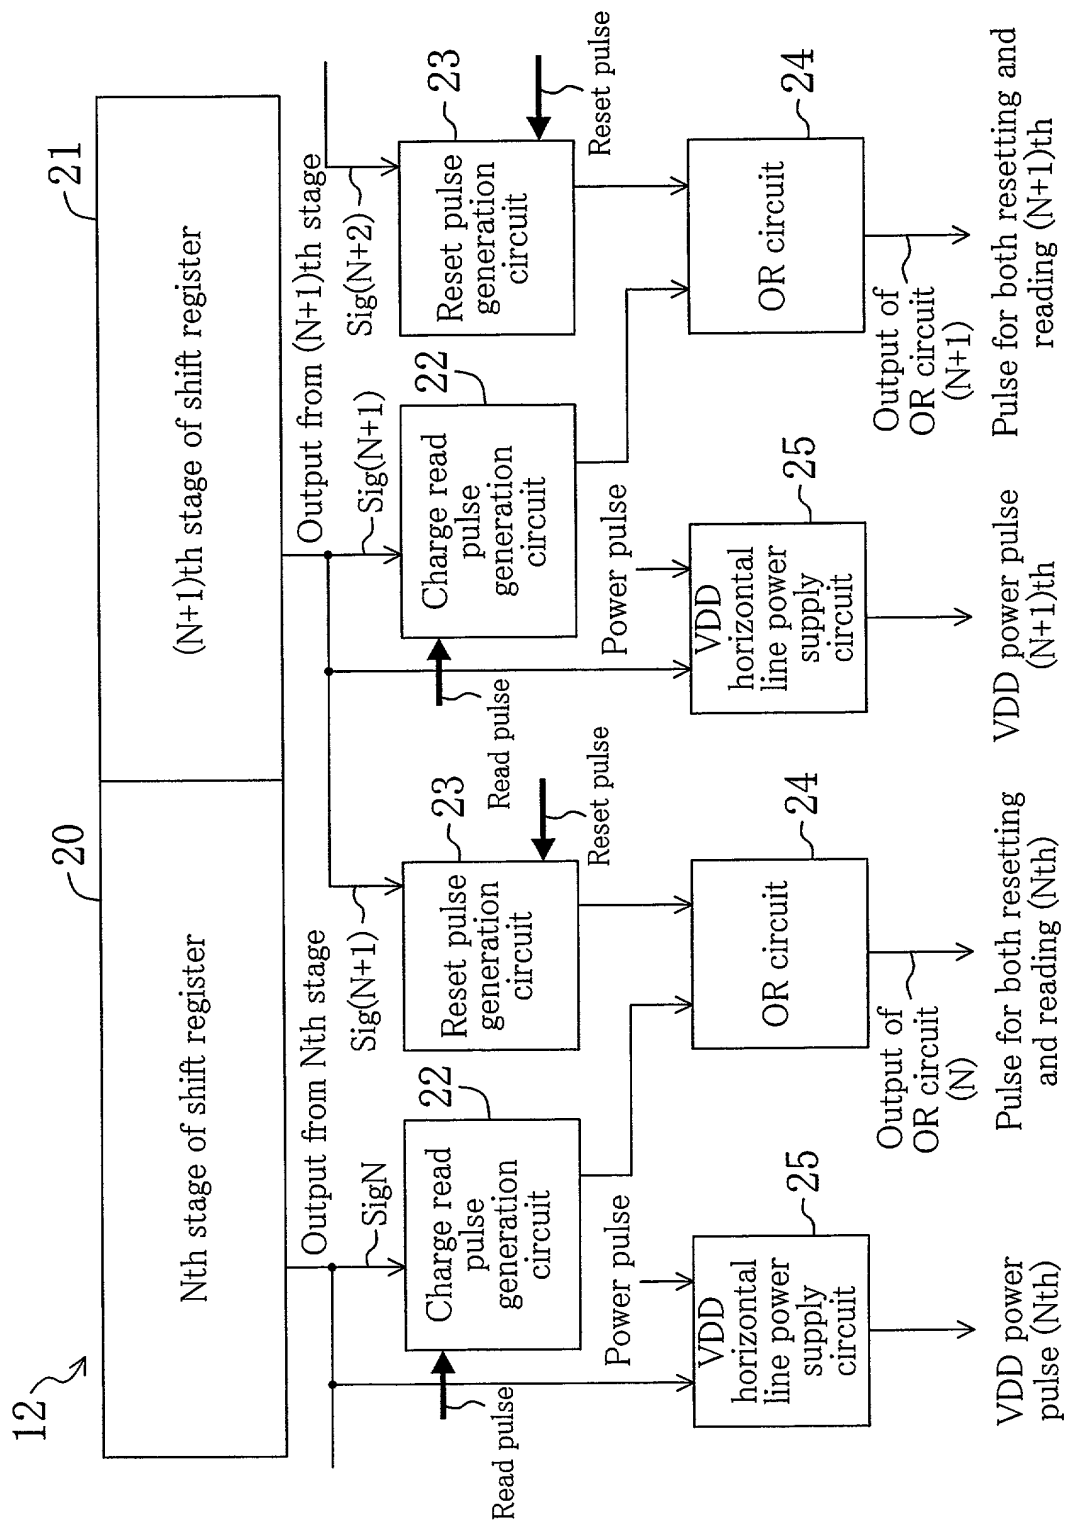 12
20
21
Nth stage of shift register
(N+1)th stage of shift register
Output from Nth stage
Output from (N+1)th stage
SigN
Sig(N+1)
Sig(N+1)
Sig(N+2)
22
Charge read
pulse
generation
circuit
Read pulse
23
Reset pulse
generation
circuit
Reset pulse
22
Charge read
pulse
generation
circuit
Read pulse
23
Reset pulse
generation
circuit
Reset pulse
Power pulse
25
VDD
horizontal
line power
supply
circuit
24
OR circuit
Power pulse
25
VDD
horizontal
line power
supply
circuit
24
OR circuit
Output of
OR circuit
(N)
Output of
OR circuit
(N+1)
VDD power
pulse (Nth)
Pulse for both resetting
and reading (Nth)
VDD power pulse
(N+1)th
Pulse for both resetting and
reading (N+1)th